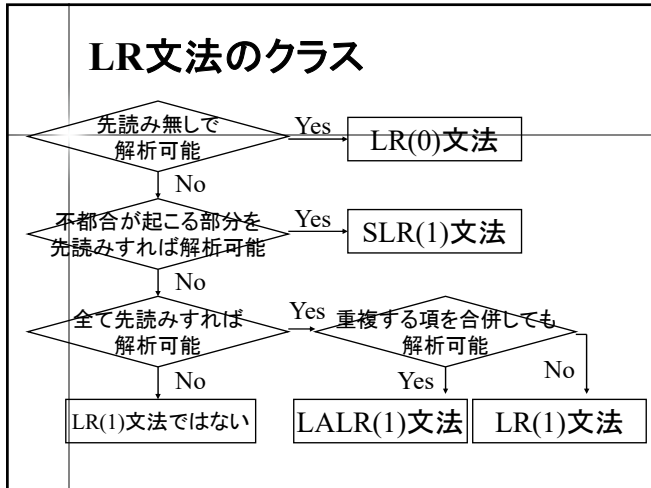 LR文法のクラス
先読み無しで
解析可能
Yes
LR(0)文法
No
不都合が起こる部分を
先読みすれば解析可能
Yes
SLR(1)文法
No
全て先読みすれば
解析可能
Yes
重複する項を合併しても
解析可能
No
Yes
No
LR(1)文法ではない
LALR(1)文法
LR(1)文法